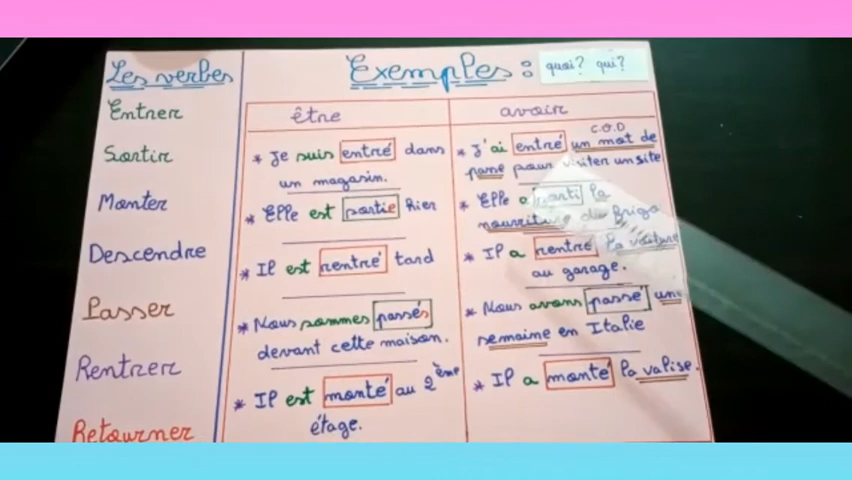 Les verbes
Entrer
Sortir
Monter
Descendre
Passer
Rentrer
Retourner
Exemples :
quoi? qui?
être
* Je suis entré dans
un magasin.
* Elle est partie hier
* Il est rentré tard
* Nous sommes passés
devant cette maison.
* Il est monté au 2ème
étage.
avoir
C.O.D
* J'ai entré un mot de
passe pour visiter un site
* Elle a la
nourriture du frigo
* Il a rentré la voiture
au garage.
* Nous avons passé une
semaine en Italie
* Il a monté la valise.